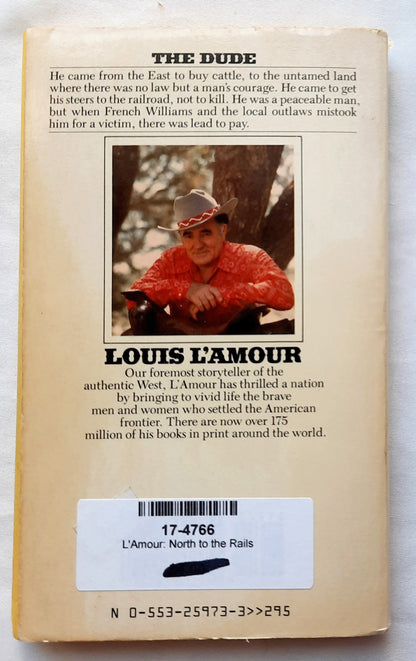 THE DUDE
He came from the East to buy cattle, to the untamed land
where there was no law but a man's courage. He came to get
his steers to the railroad, not to kill. He was a peaceable man,
but when French Williams and the local outlaws mistook
him for a victim, there was lead to pay.
LOUIS L'AMOUR
Our foremost storyteller of the
authentic West, L'Amour has thrilled a nation
by bringing to vivid life the brave
men and women who settled the American
frontier. There are now over 175
million of his books in print around the world.
17-4766
L'Amour: North to the Rails
N 0-553-25973-3>>295